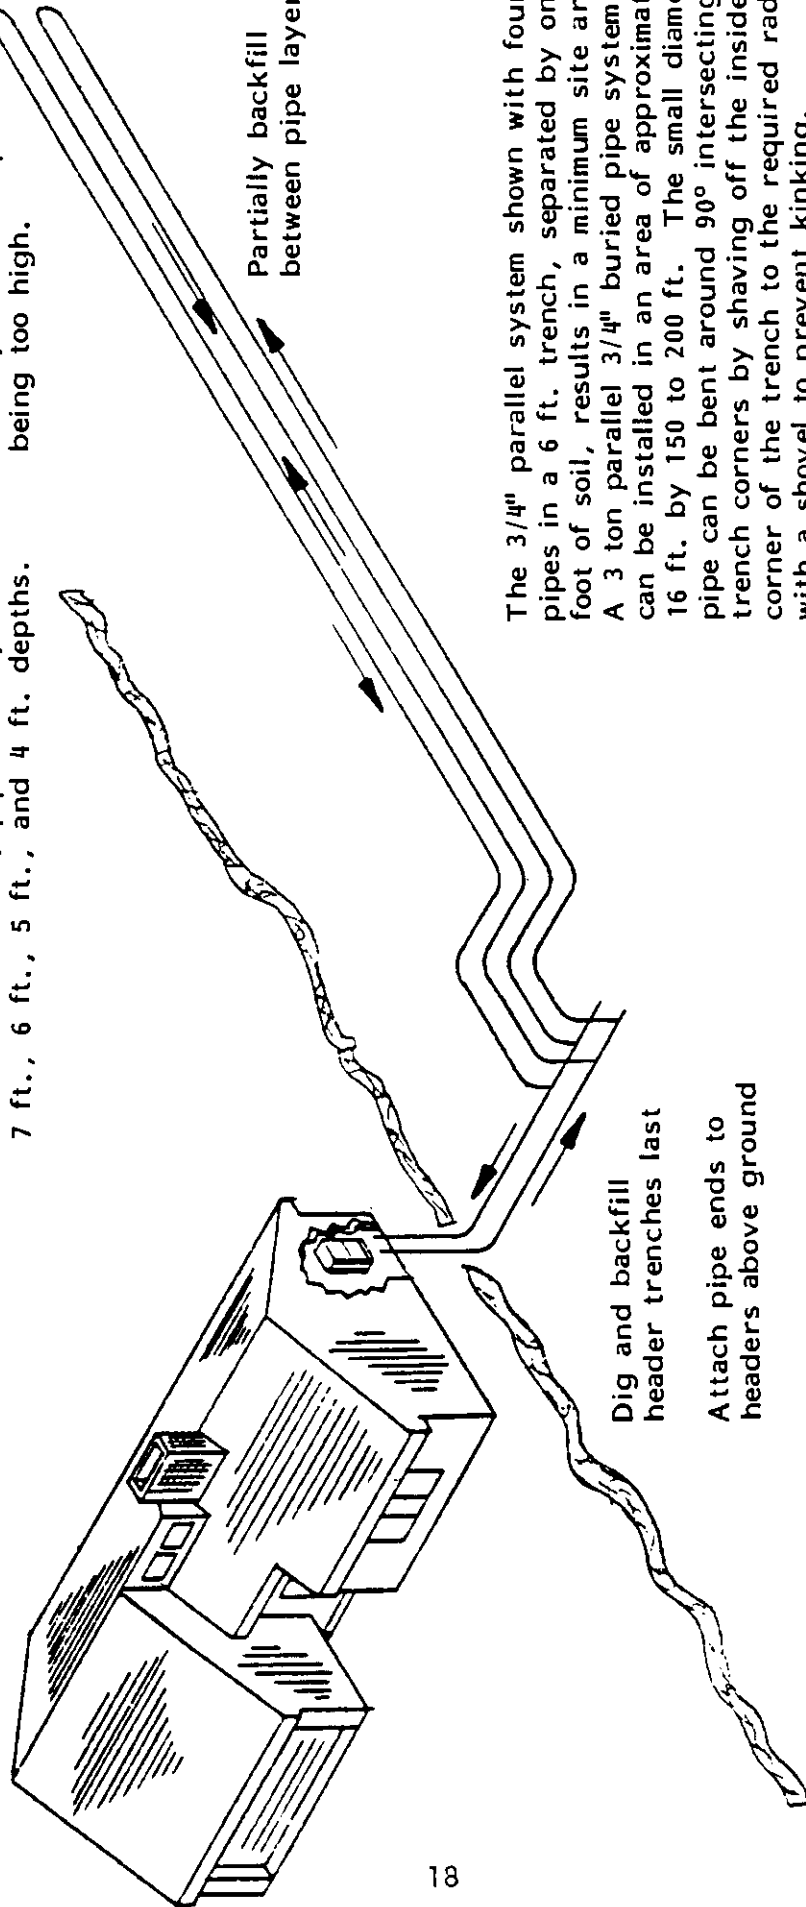 7 ft., 6 ft., 5 ft., and 4 ft. depths.
being too high.
Partially backfill
between pipe layer
The 3/4" parallel system shown with four
pipes in a 6 ft. trench, separated by on
foot of soil, results in a minimum site ar
A 3 ton parallel 3/4" buried pipe system
can be installed in an area of approximat
16 ft. by 150 to 200 ft. The small diame
pipe can be bent around 90° intersecting
trench corners by shaving off the inside
corner of the trench to the required rad
with a shovel to prevent kinking.
Dig and backfill
header trenches last
Attach pipe ends to
headers above ground
18